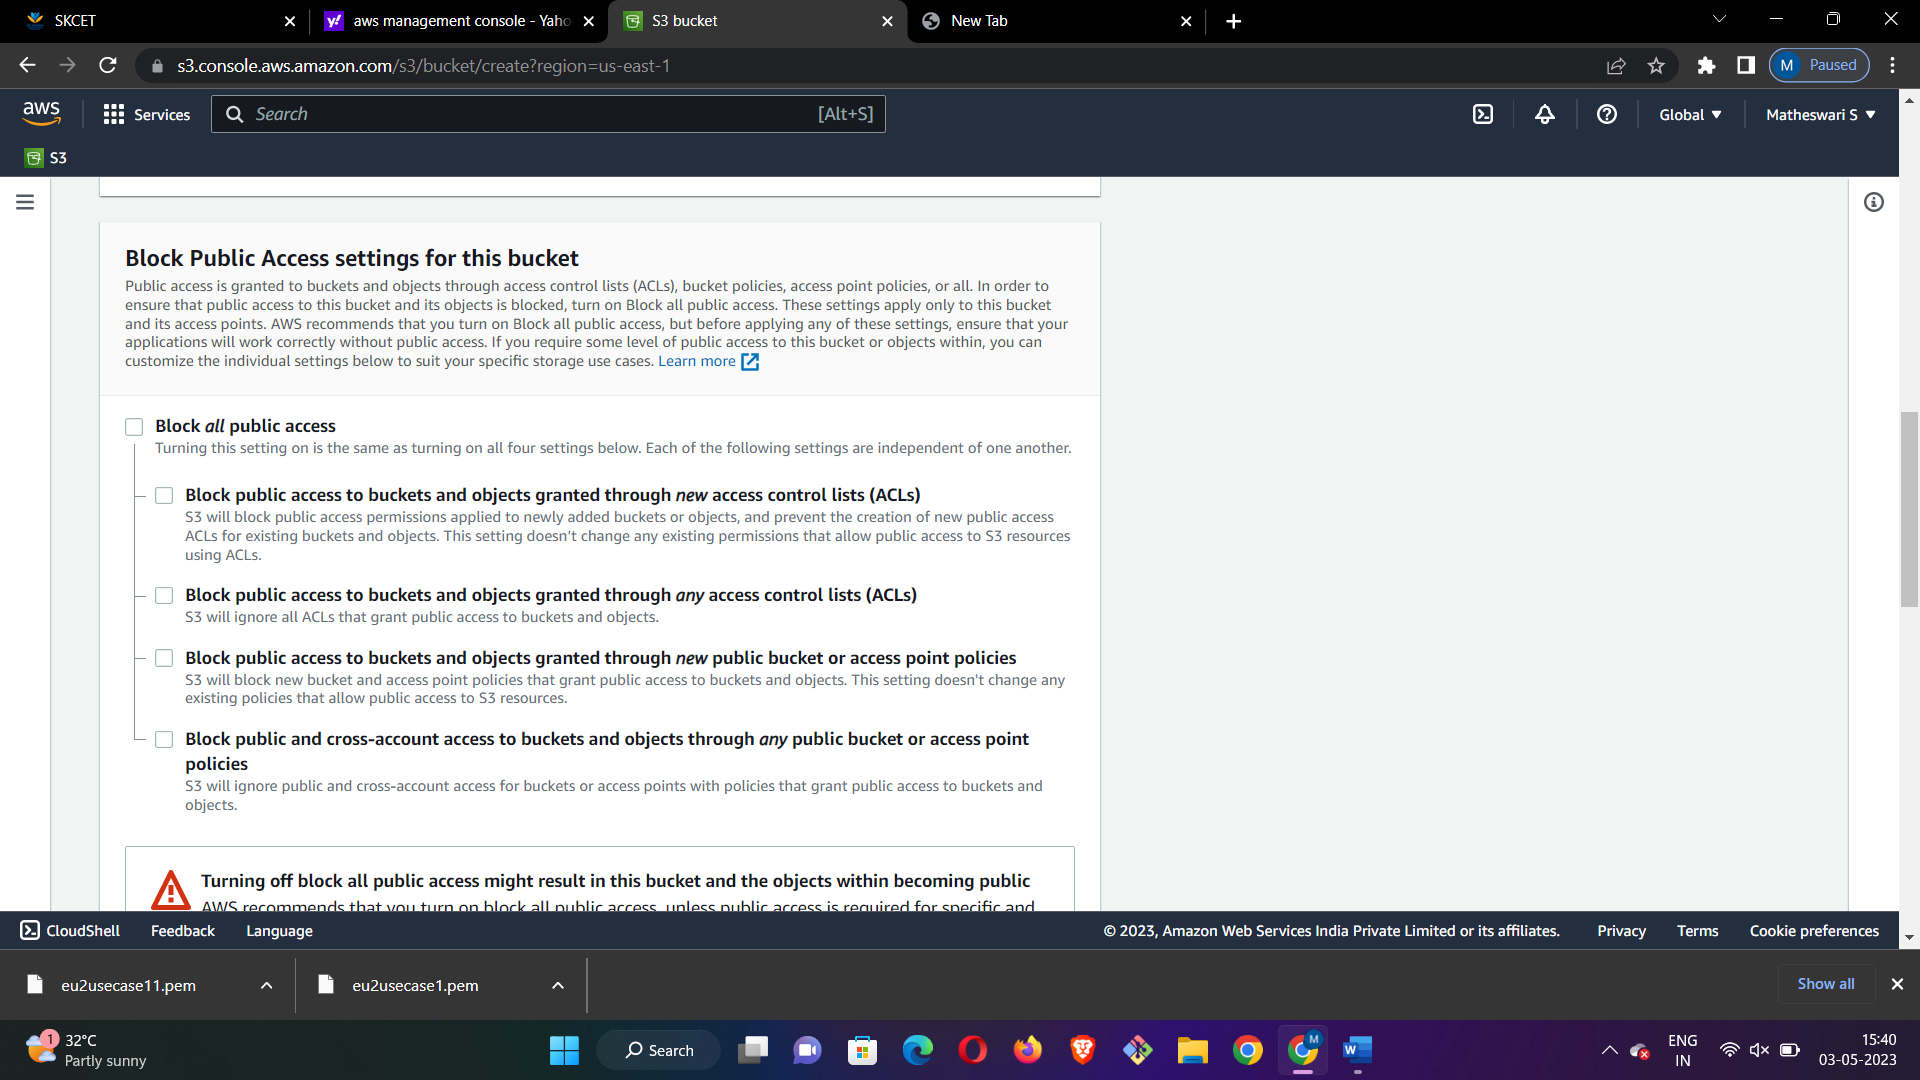 SKCET
aws management console - Yaho
S3 bucket
New Tab
s3.console.aws.amazon.com/s3/bucket/create?region=us-east-1
M Paused
aws
Services
Search
[Alt+S]
Global
Matheswari S
S3
Block Public Access settings for this bucket
Public access is granted to buckets and objects through access control lists (ACLs), bucket policies, access point policies, or all. In order to
ensure that public access to this bucket and its objects is blocked, turn on Block all public access. These settings apply only to this bucket
and its access points. AWS recommends that you turn on Block all public access, but before applying any of these settings, ensure that your
applications will work correctly without public access. If you require some level of public access to this bucket or objects within, you can
customize the individual settings below to suit your specific storage use cases. Learn more
Block all public access
Turning this setting on is the same as turning on all four settings below. Each of the following settings are independent of one another.
Block public access to buckets and objects granted through new access control lists (ACLs)
S3 will block public access permissions applied to newly added buckets or objects, and prevent the creation of new public access
ACLs for existing buckets and objects. This setting doesn't change any existing permissions that allow public access to S3 resources
using ACLs.
Block public access to buckets and objects granted through any access control lists (ACLs)
S3 will ignore all ACLs that grant public access to buckets and objects.
Block public access to buckets and objects granted through new public bucket or access point policies
S3 will block new bucket and access point policies that grant public access to buckets and objects. This setting doesn't change any
existing policies that allow public access to S3 resources.
Block public and cross-account access to buckets and objects through any public bucket or access point
policies
S3 will ignore public and cross-account access for buckets or access points with policies that grant public access to buckets and
objects.
Turning off block all public access might result in this bucket and the objects within becoming public
AWS recommends that you turn on block all public access, unless public access is required for specific and
CloudShell
Feedback
Language
© 2023, Amazon Web Services India Private Limited or its affiliates.
Privacy
Terms
Cookie preferences
eu2usecase11.pem
eu2usecase1.pem
Show all
1
32°C
Partly sunny
Search
M
W
ENG
IN
15:40
03-05-2023